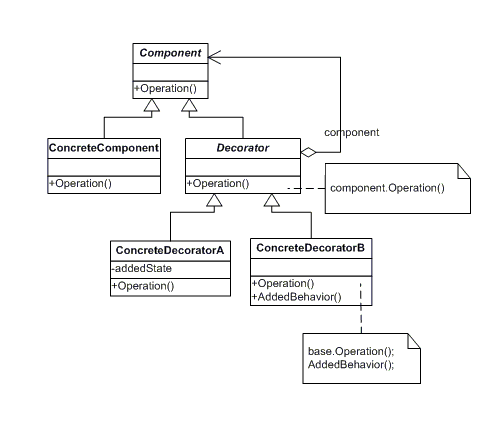 Component
+Operation()
component
ConcreteComponent
+Operation()
Decorator
+Operation()
component.Operation()
ConcreteDecoratorA
-addedState
+Operation()
ConcreteDecoratorB
+Operation()
+AddedBehavior()
base.Operation();
AddedBehavior();